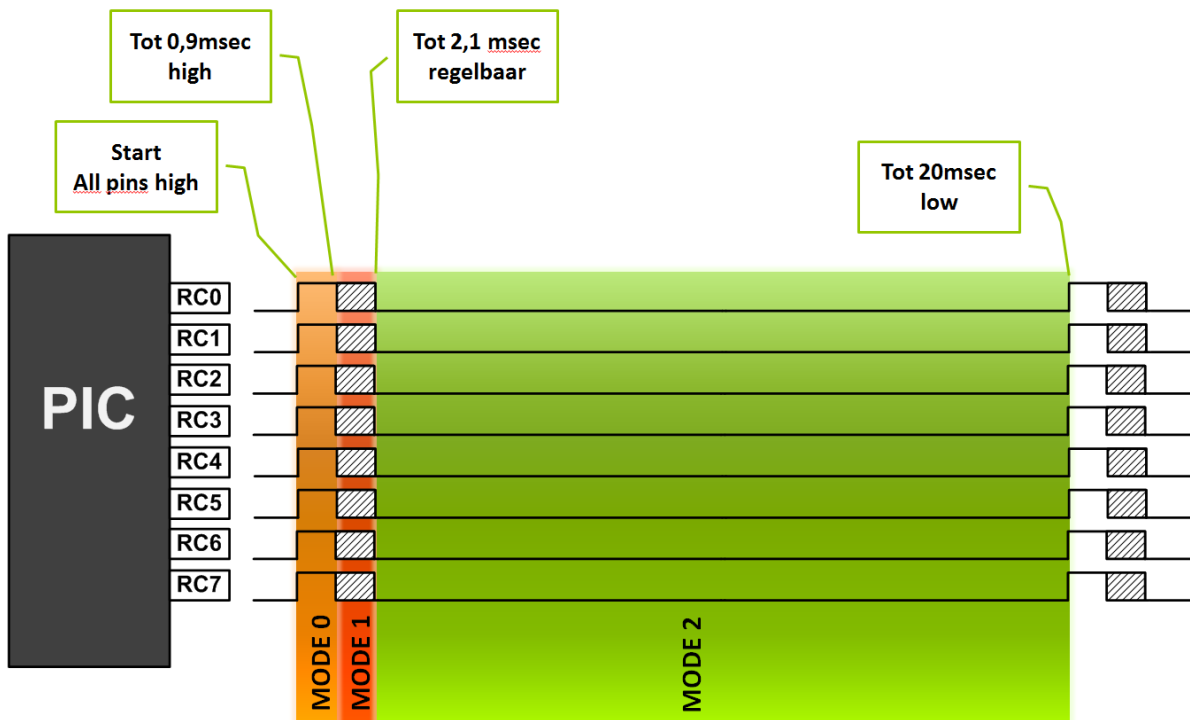 Tot 0,9msec
high
Tot 2,1 msec
regelbaar
Start
All pins high
Tot 20msec
low
PIC
RC0
RC1
RC2
RC3
RC4
RC5
RC6
RC7
MODE 0
MODE 1
MODE 2